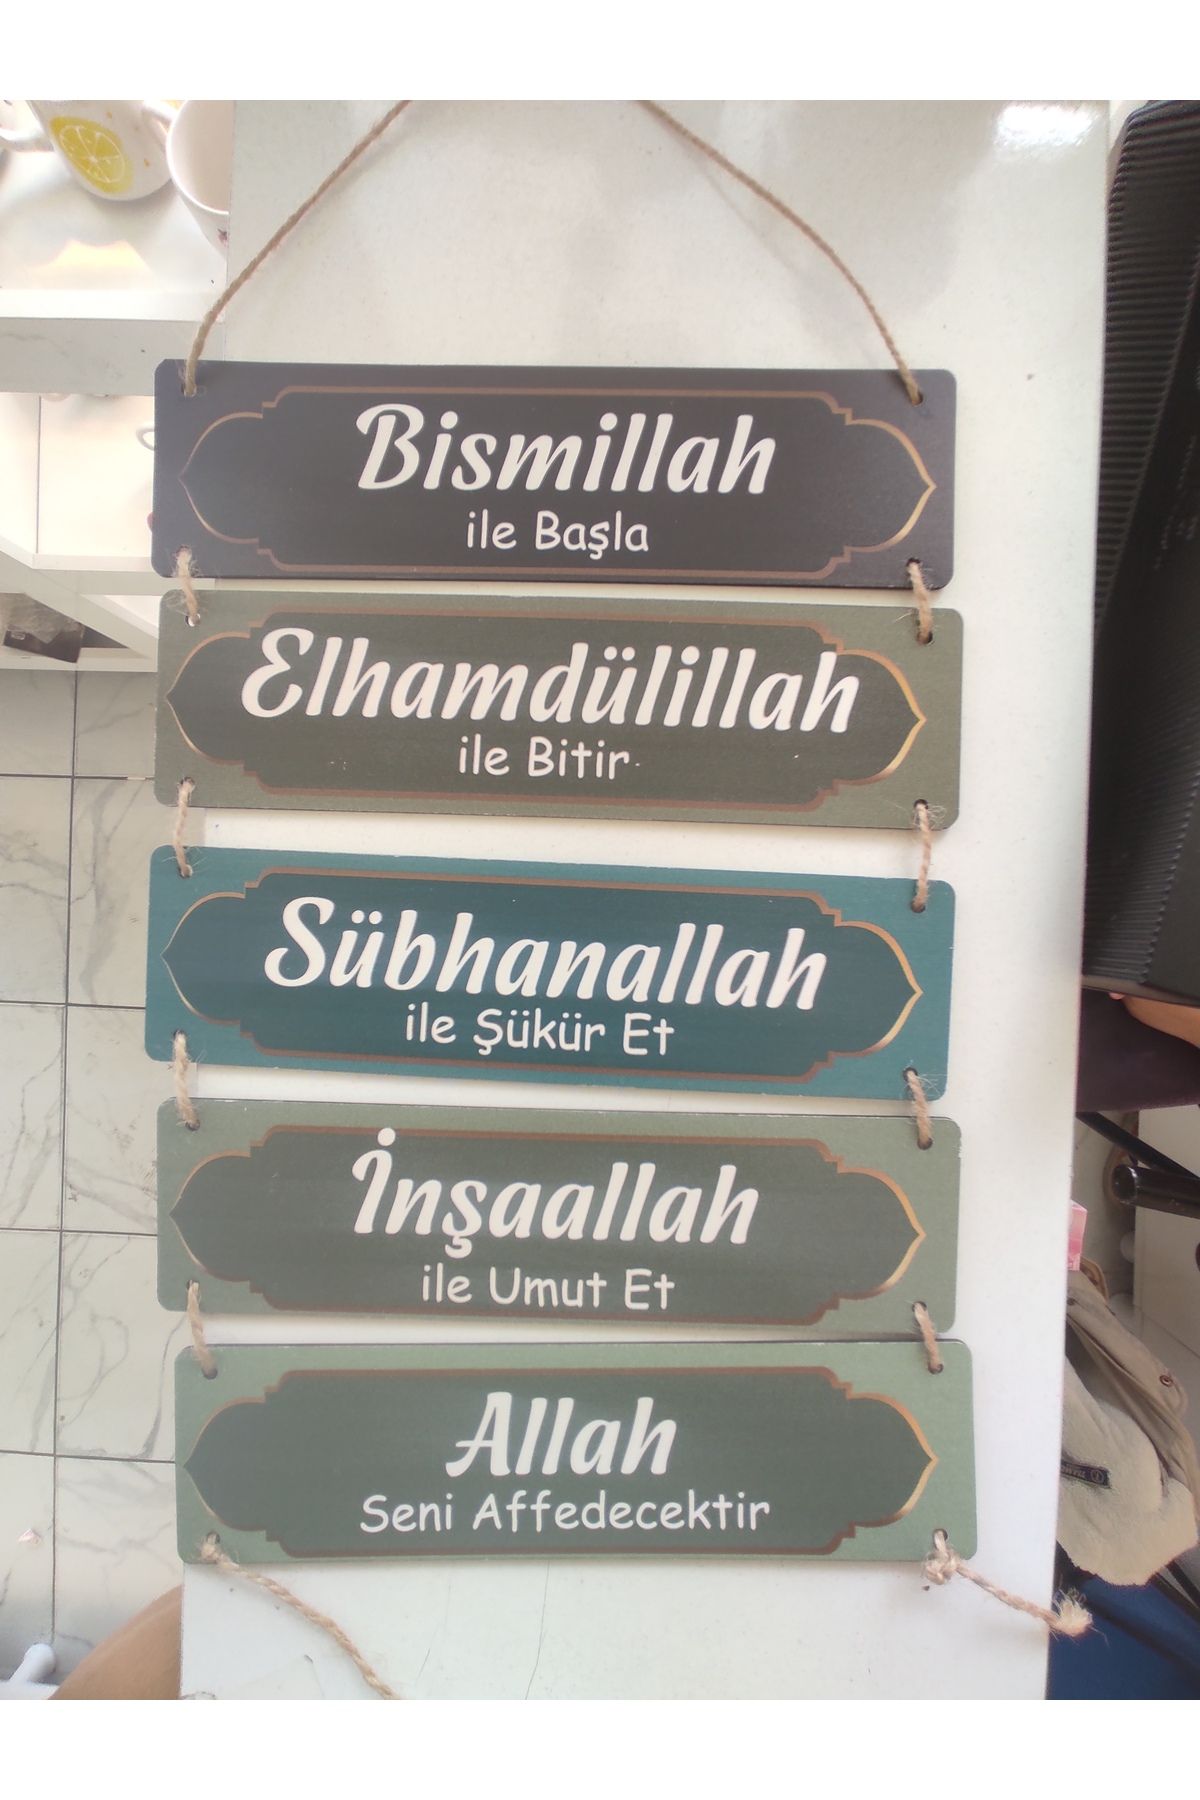 Bismillah
ile Başla
Elhamdülillah
ile Bitir
Sübhanallah
ile Şükür Et
İnşaallah
ile Umut Et
Allah
Seni Affedecektir